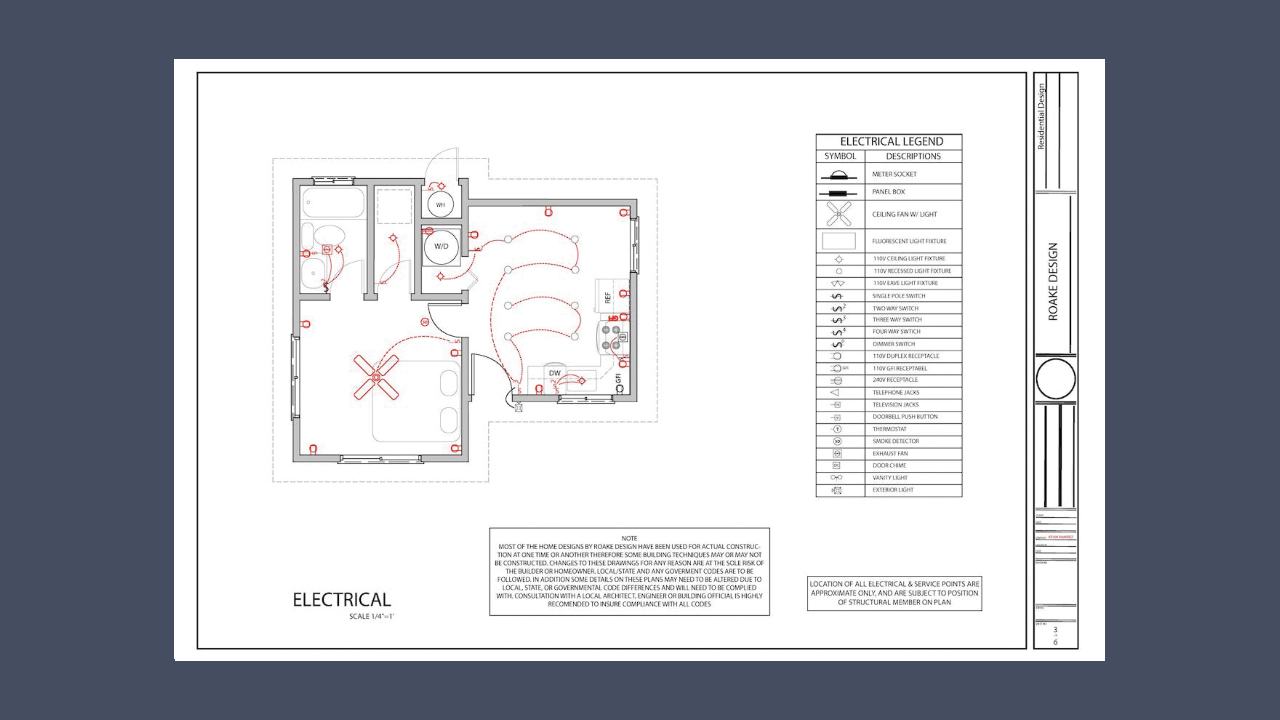 Residential Design
ROAKE DESIGN
3
6
WH
W/D
REF
DW
GFI
ELECTRICAL LEGEND
SYMBOL DESCRIPTIONS
METER SOCKET
PANEL BOX
CEILING FAN W/ LIGHT
FLUORESCENT LIGHT FIXTURE
110V CEILING LIGHT FIXTURE
110V RECESSED LIGHT FIXTURE
110V EAVE LIGHT FIXTURE
SINGLE POLE SWITCH
2 TWO WAY SWITCH
3 THREE WAY SWITCH
4 FOUR WAY SWTICH
DIMMER SWITCH
110V DUPLEX RECEPTACLE
GFI 110V GFI RECEPTABEL
240V RECEPTACLE
TELEPHONE JACKS
TELEVISION JACKS
DOORBELL PUSH BUTTON
T THERMOSTAT
SMOKE DETECTOR
EXHAUST FAN
DOOR CHIME
VANITY LIGHT
EXTERIOR LIGHT
NOTE
MOST OF THE HOME DESIGNS BY ROAKE DESIGN HAVE BEEN USED FOR ACTUAL CONSTRUC-
TION AT ONE TIME OR ANOTHER THEREFORE SOME BUILDING TECHNIQUES MAY OR MAY NOT
BE CONSTRUCTED. CHANGES TO THESE DRAWINGS FOR ANY REASON ARE AT THE SOLE RISK OF
THE BUILDER OR HOMEOWNER. LOCAL/STATE AND ANY GOVERMENT CODES ARE TO BE
FOLLOWED. IN ADDITION SOME DETAILS ON THESE PLANS MAY NEED TO BE ALTERED DUE TO
LOCAL, STATE, OR GOVERNMENTAL CODE DIFFERENCES AND WILL NEED TO BE COMPLIED
WITH. CONSULTATION WITH A LOCAL ARCHITECT, ENGINEER OR BUILDING OFFICIAL IS HIGHLY
RECOMENDED TO INSURE COMPLIANCE WITH ALL CODES
LOCATION OF ALL ELECTRICAL & SERVICE POINTS ARE
APPROXIMATE ONLY, AND ARE SUBJECT TO POSITION
OF STRUCTURAL MEMBER ON PLAN
ELECTRICAL
SCALE 1/4"=1'